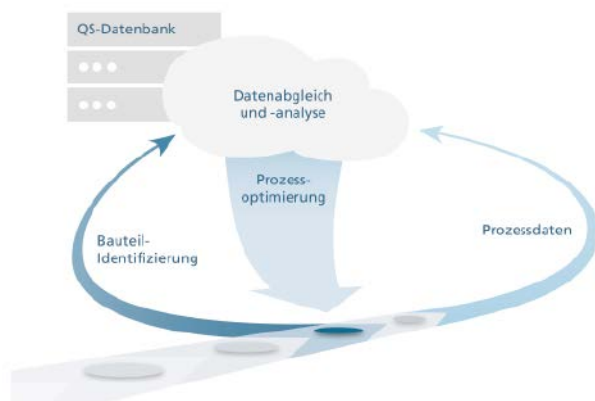 QS-Datenbank
Datenabgleich
und -analyse
Prozess-
optimierung
Bauteil-
Identifizierung
Prozessdaten